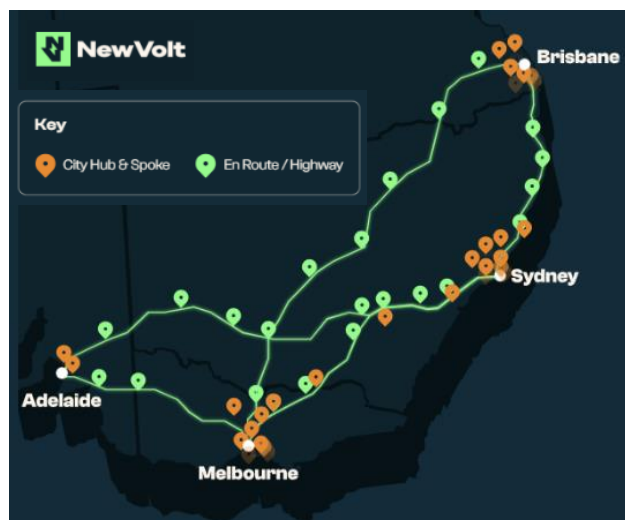 NewVolt
Brisbane
Key
City Hub & Spoke
En Route / Highway
Sydney
Adelaide
Melbourne